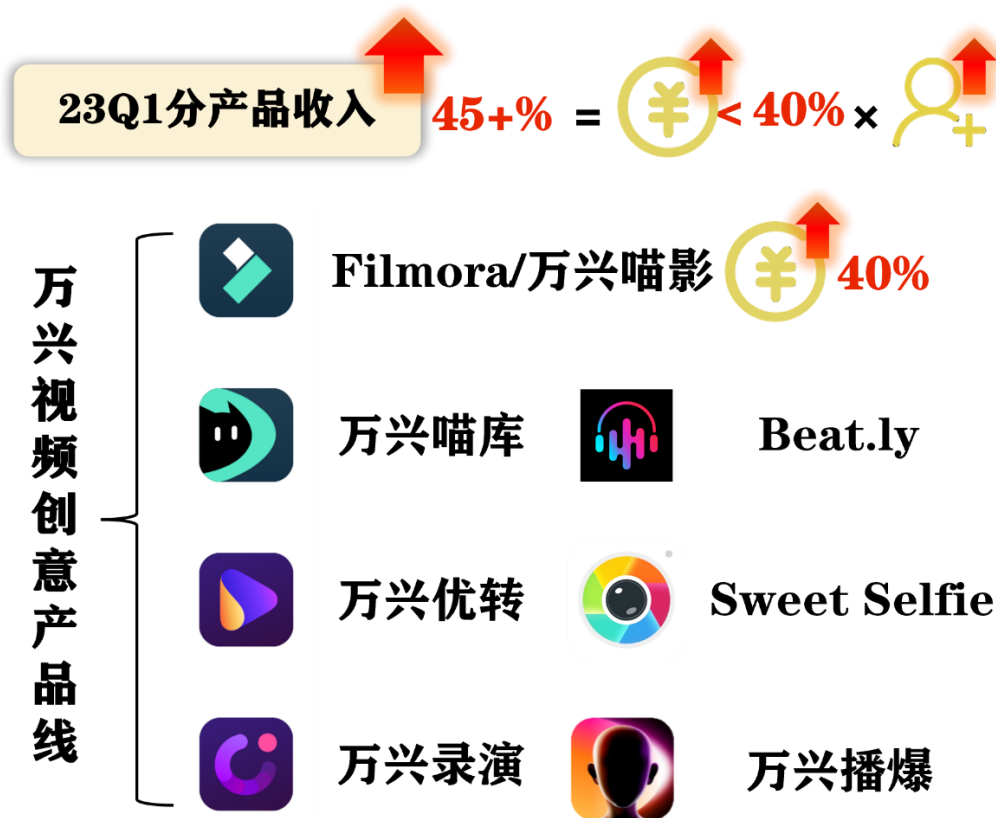 23Q1分产品收入 45+% = ¥ < 40% × +
万兴视频创意产品线
Filmora/万兴喵影 ¥ 40%
万兴喵库 Beat.ly
万兴优转 Sweet Selfie
万兴录演 万兴播爆